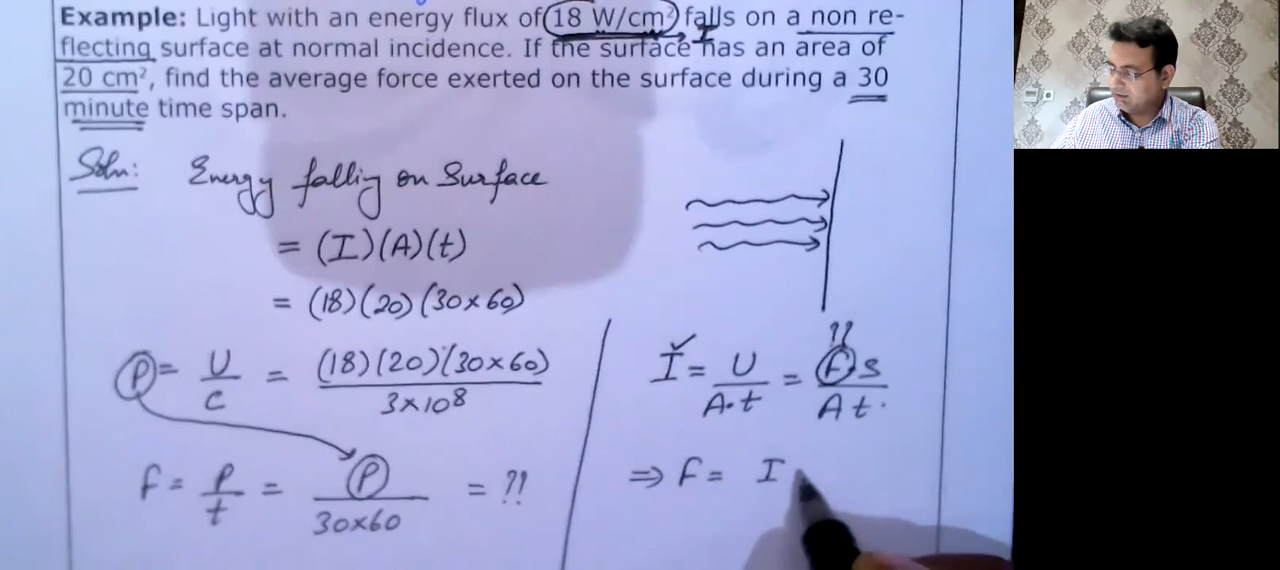 Example: Light with an energy flux of 18 W/cm² falls on a non re-
flecting surface at normal incidence. If the surface has an area of
20 cm², find the average force exerted on the surface during a 30
minute time span.
I
Soln: Energy falling on Surface
= (I)(A)(t)
= (18)(20)(30×60)
P = U/c = (18)(20)(30×60)/3×10⁸
F = P/t = P/30×60 = ??
??
I = U/A·t = F s/A t.
⇒ F = I